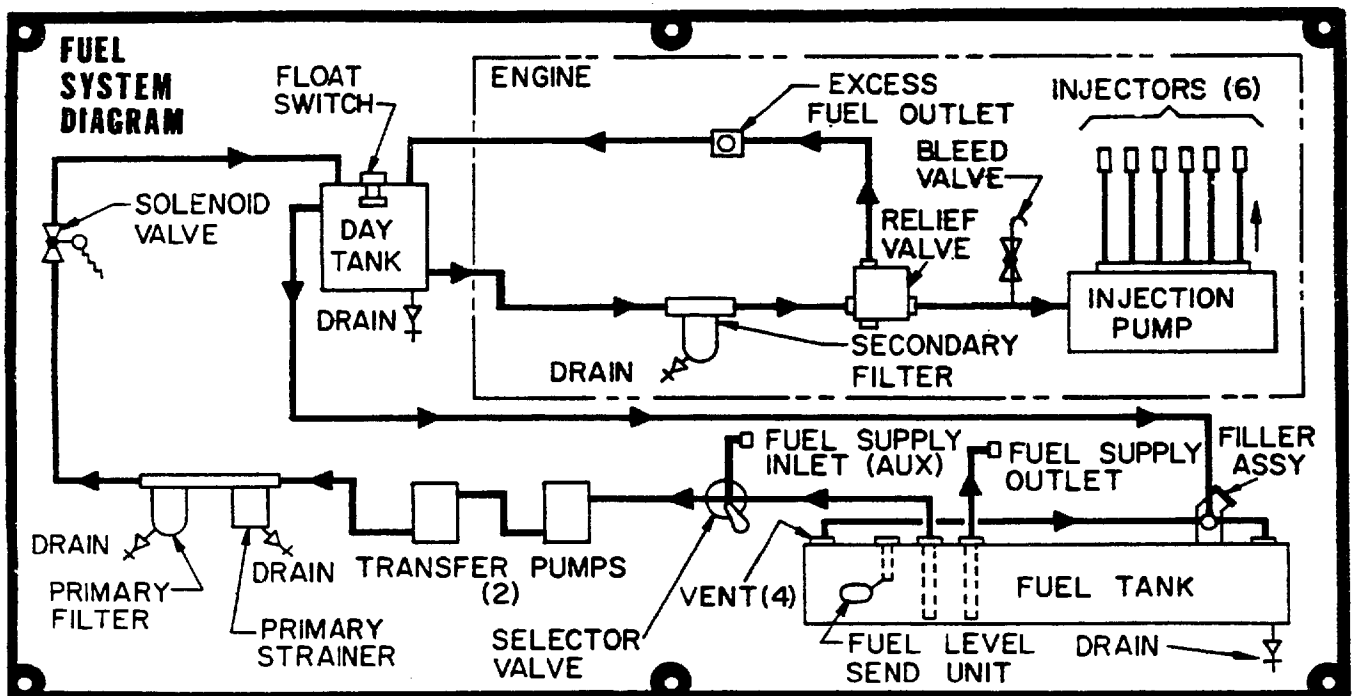 FUEL
SYSTEM
DIAGRAM
FLOAT
SWITCH
ENGINE
EXCESS
FUEL OUTLET
INJECTORS (6)
BLEED
VALVE
SOLENOID
VALVE
DAY
TANK
RELIEF
VALVE
DRAIN
INJECTION
PUMP
SECONDARY
FILTER
DRAIN
FUEL SUPPLY
INLET (AUX)
FUEL SUPPLY
OUTLET
FILLER
ASSY
DRAIN
PRIMARY
FILTER
DRAIN
PRIMARY
STRAINER
TRANSFER PUMPS
(2)
SELECTOR
VALVE
VENT (4)
FUEL TANK
FUEL LEVEL
SEND UNIT
DRAIN